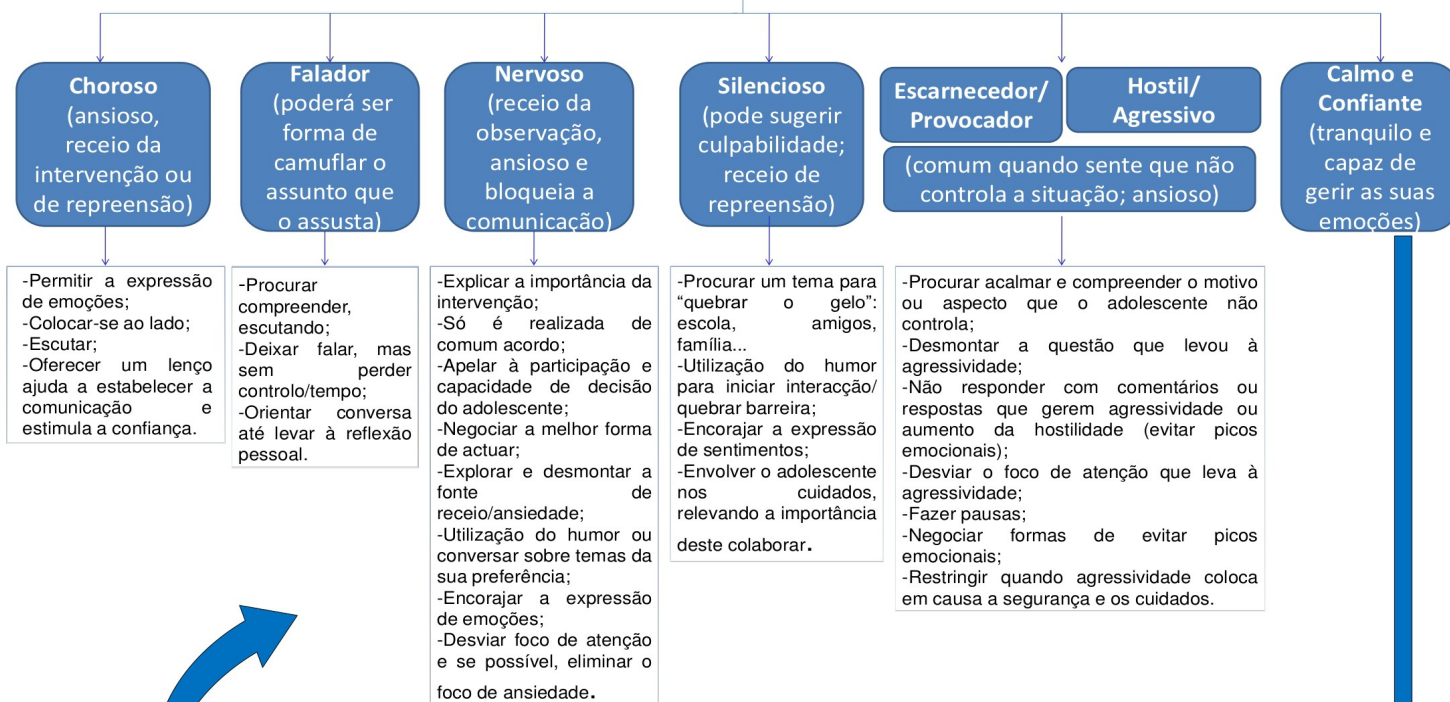 Choroso
(ansioso,
receio da
intervenção ou
de repreensão)
Falador
(poderá ser
forma de
camuflar o
assunto que
o assusta)
Nervoso
(receio da
observação,
ansioso e
bloqueia a
comunicação)
Silencioso
(pode sugerir
culpabilidade;
receio de
repreensão)
Escarnecedor/
Provocador
Hostil/
Agressivo
(comum quando sente que não
controla a situação; ansioso)
Calmo e
Confiante
(tranquilo e
capaz de
gerir as suas
emoções)
-Permitir a expressão
de emoções;
-Colocar-se ao lado;
-Escutar;
-Oferecer um lenço
ajuda a estabelecer a
comunicação e
estimula a confiança.
-Procurar
compreender,
escutando;
-Deixar falar, mas
sem perder
controlo/tempo;
-Orientar conversa
até levar à reflexão
pessoal.
-Explicar a importância da
intervenção;
-Só é realizada de
comum acordo;
-Apelar à participação e
capacidade de decisão
do adolescente;
-Negociar a melhor forma
de actuar;
-Explorar e desmontar a
fonte de
receio/ansiedade;
-Utilização do humor ou
conversar sobre temas da
sua preferência;
-Encorajar a expressão
de emoções;
-Desviar foco de atenção
e se possível, eliminar o
foco de ansiedade.
-Procurar um tema para
“quebrar o gelo”:
escola, amigos,
família...
-Utilização do humor
para iniciar interacção/
quebrar barreira;
-Encorajar a expressão
de sentimentos;
-Envolver o adolescente
nos cuidados,
relevando a importância
deste colaborar.
-Procurar acalmar e compreender o motivo
ou aspecto que o adolescente não
controla;
-Desmontar a questão que levou à
agressividade;
-Não responder com comentários ou
respostas que gerem agressividade ou
aumento da hostilidade (evitar picos
emocionais);
-Desviar o foco de atenção que leva à
agressividade;
-Fazer pausas;
-Negociar formas de evitar picos
emocionais;
-Restringir quando agressividade coloca
em causa a segurança e os cuidados.